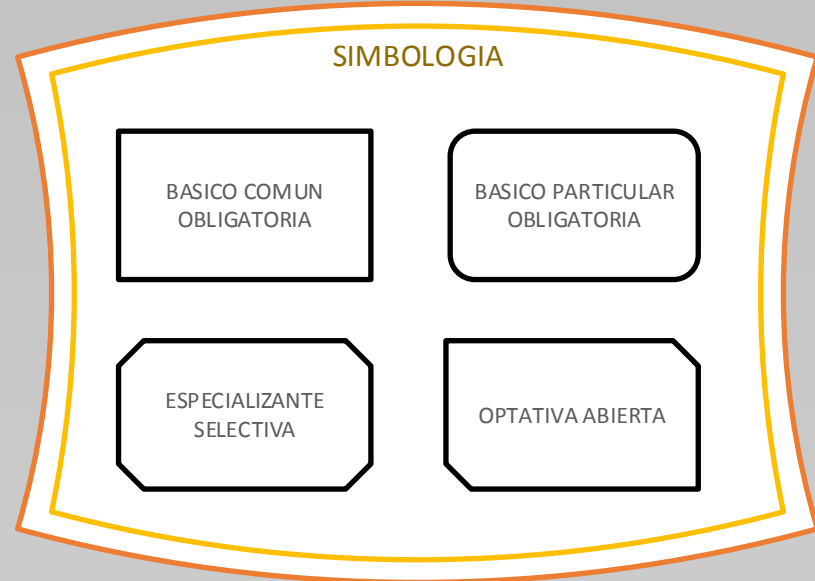 SIMBOLOGIA
BASICO COMUN
OBLIGATORIA
BASICO PARTICULAR
OBLIGATORIA
ESPECIALIZANTE
SELECTIVA
OPTATIVA ABIERTA